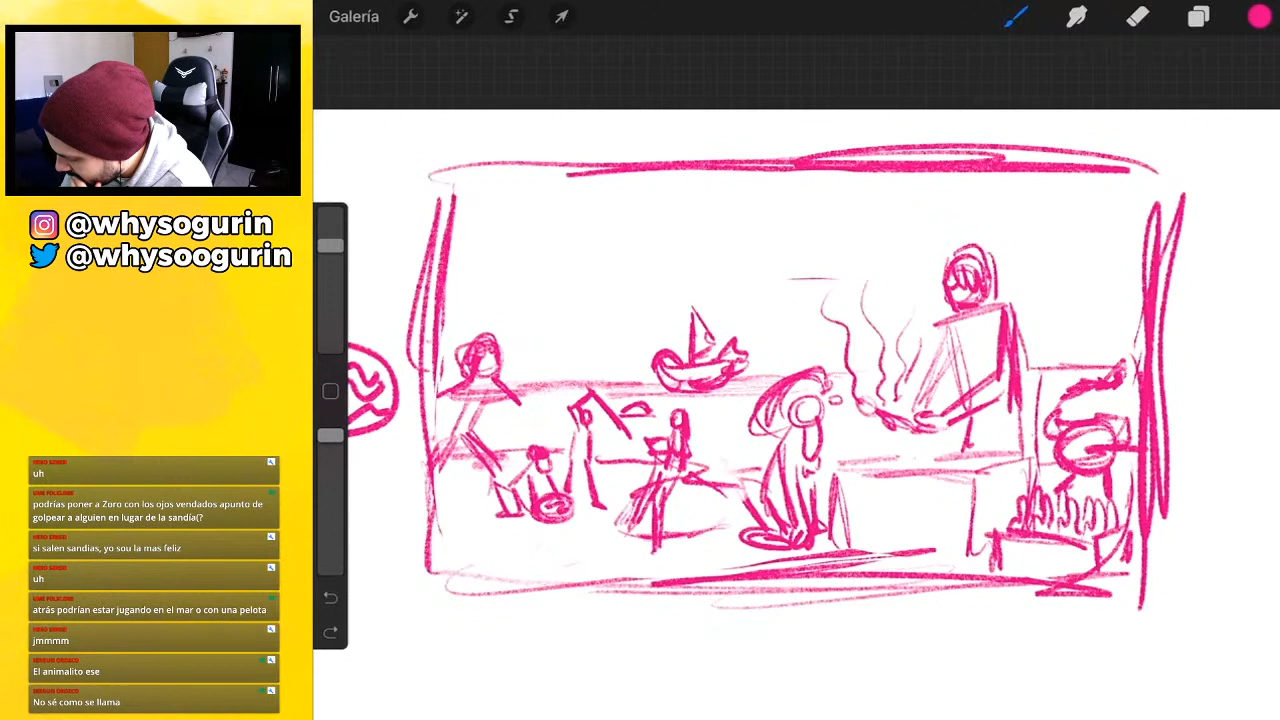 Galería
@whysogurin
@whysoogurin
uh
podrías poner a Zoro con los ojos vendados apunto de
golpear a alguien en lugar de la sandía(?
si salen sandias, yo sou la mas feliz
uh
atrás podrían estar jugando en el mar o con una pelota
jmmmm
El animalito ese
No sé como se llama